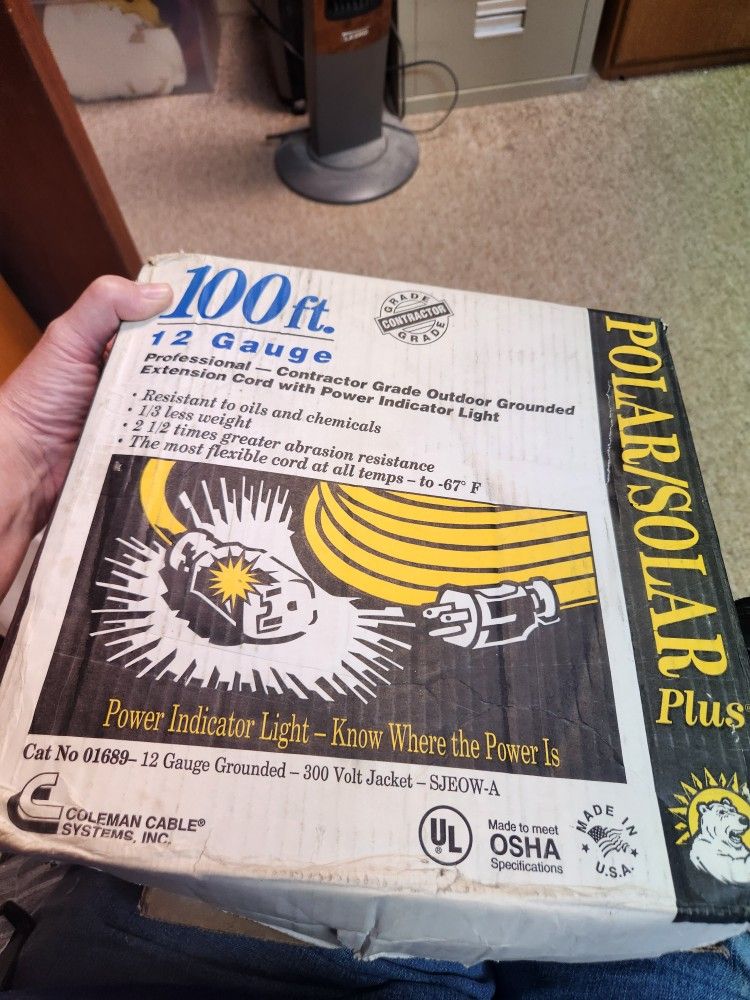 100 ft.
12 Gauge
GRADE
CONTRACTOR
GRADE
Professional — Contractor Grade Outdoor Grounded
Extension Cord with Power Indicator Light
• Resistant to oils and chemicals
• 1/3 less weight
• 2 1/2 times greater abrasion resistance
• The most flexible cord at all temps – to -67° F
Power Indicator Light – Know Where the Power Is
Cat No 01689– 12 Gauge Grounded – 300 Volt Jacket – SJEOW-A
COLEMAN CABLE®
SYSTEMS, INC.
UL
®
Made to meet
OSHA
Specifications
MADE IN
U.S.A.
POLAR/SOLAR
Plus®